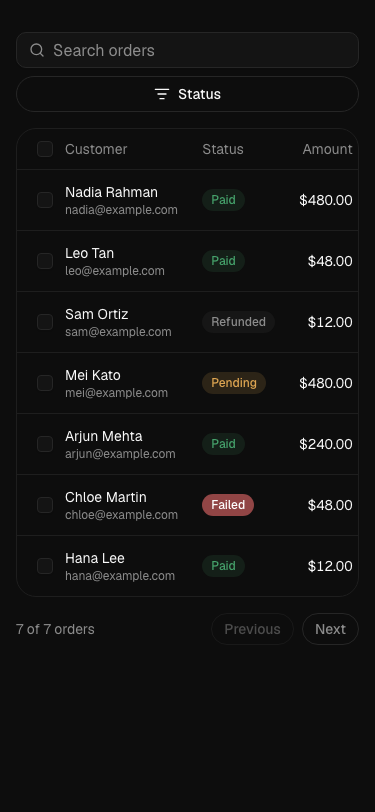 Search orders
Status
Customer Status Amount
Nadia Rahman Paid $480.00
nadia@example.com
Leo Tan Paid $48.00
leo@example.com
Sam Ortiz Refunded $12.00
sam@example.com
Mei Kato Pending $480.00
mei@example.com
Arjun Mehta Paid $240.00
arjun@example.com
Chloe Martin Failed $48.00
chloe@example.com
Hana Lee Paid $12.00
hana@example.com
7 of 7 orders Previous Next